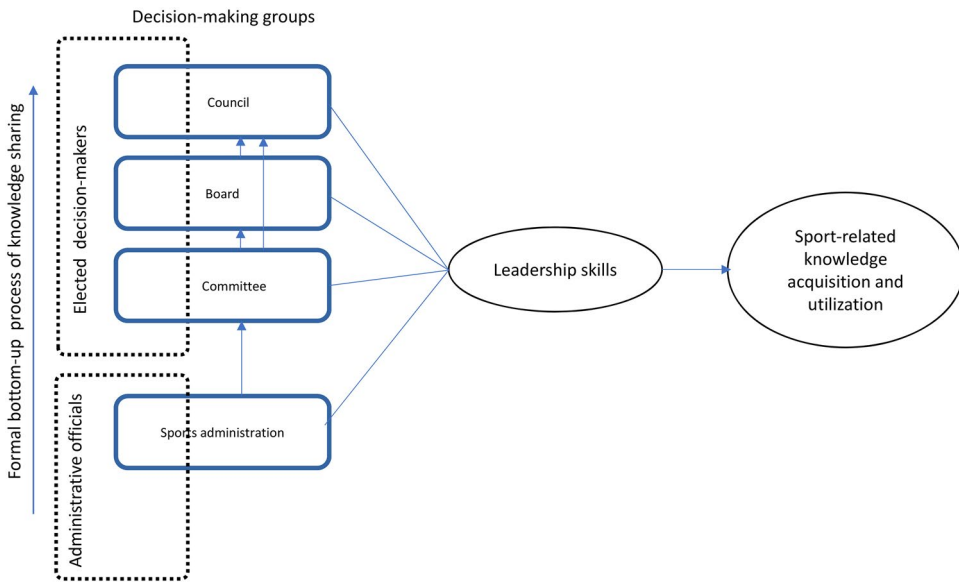 Decision-making groups
Formal bottom-up process of knowledge sharing
Elected decision-makers
Council
Board
Committee
Administrative officials
Sports administration
Leadership skills
Sport-related
knowledge
acquisition and
utilization